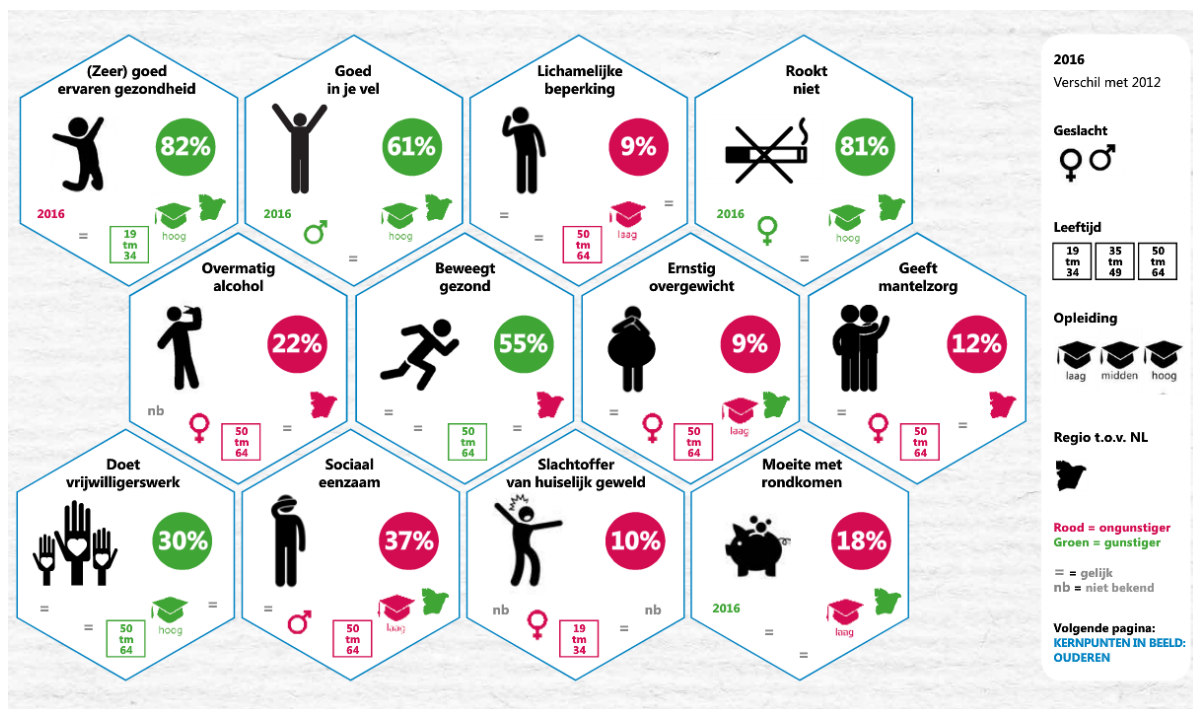 (Zeer) goed
ervaren gezondheid
82%
2016
=
19
tm
34
hoog
Goed
in je vel
61%
2016
hoog
=
Lichamelijke
beperking
9%
=
=
50
tm
64
laag
=
Rookt
niet
81%
2016
hoog
=
Overmatig
alcohol
22%
nb
50
tm
64
=
Beweegt
gezond
55%
=
=
50
tm
64
=
Ernstig
overgewicht
9%
=
50
tm
64
laag
Geeft
mantelzorg
12%
=
50
tm
64
=
Doet
vrijwilligerswerk
30%
=
=
50
tm
64
hoog
=
Sociaal
eenzaam
37%
=
50
tm
64
laag
Slachtoffer
van huiselijk geweld
10%
nb
19
tm
34
=
nb
Moeite met
rondkomen
18%
2016
=
=
laag
2016
Verschil met 2012
Geslacht
Leeftijd
19
tm
34
35
tm
49
50
tm
64
Opleiding
laag midden hoog
Regio t.o.v. NL
Rood = ongunstiger
Groen = gunstiger
= = gelijk
nb = niet bekend
Volgende pagina:
KERNPUNTEN IN BEELD:
OUDEREN